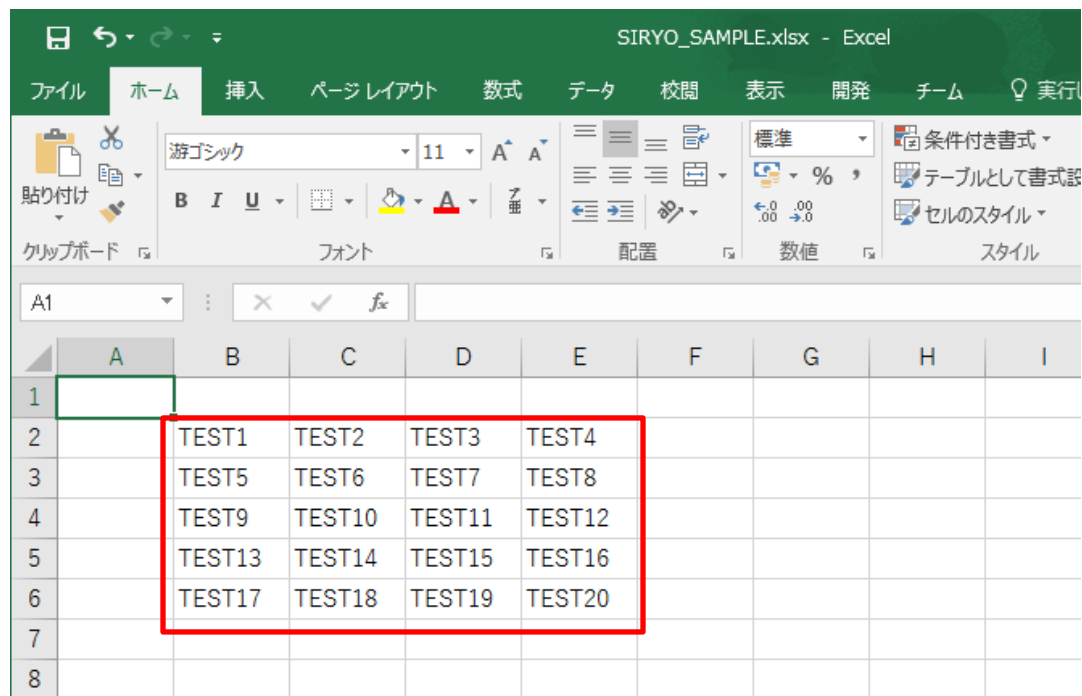 SIRYO_SAMPLE.xlsx - Excel
ファイル ホーム 挿入 ページ レイアウト 数式 データ 校閲 表示 開発 チーム 実行し
貼り付け
游ゴシック 11 A A
B I U A
標準
% ,
.00 .0
条件付き書式
テーブルとして書式設
セルのスタイル
クリップボード フォント 配置 数値 スタイル
A1 fx
A B C D E F G H I
1
2 TEST1 TEST2 TEST3 TEST4
3 TEST5 TEST6 TEST7 TEST8
4 TEST9 TEST10 TEST11 TEST12
5 TEST13 TEST14 TEST15 TEST16
6 TEST17 TEST18 TEST19 TEST20
7
8